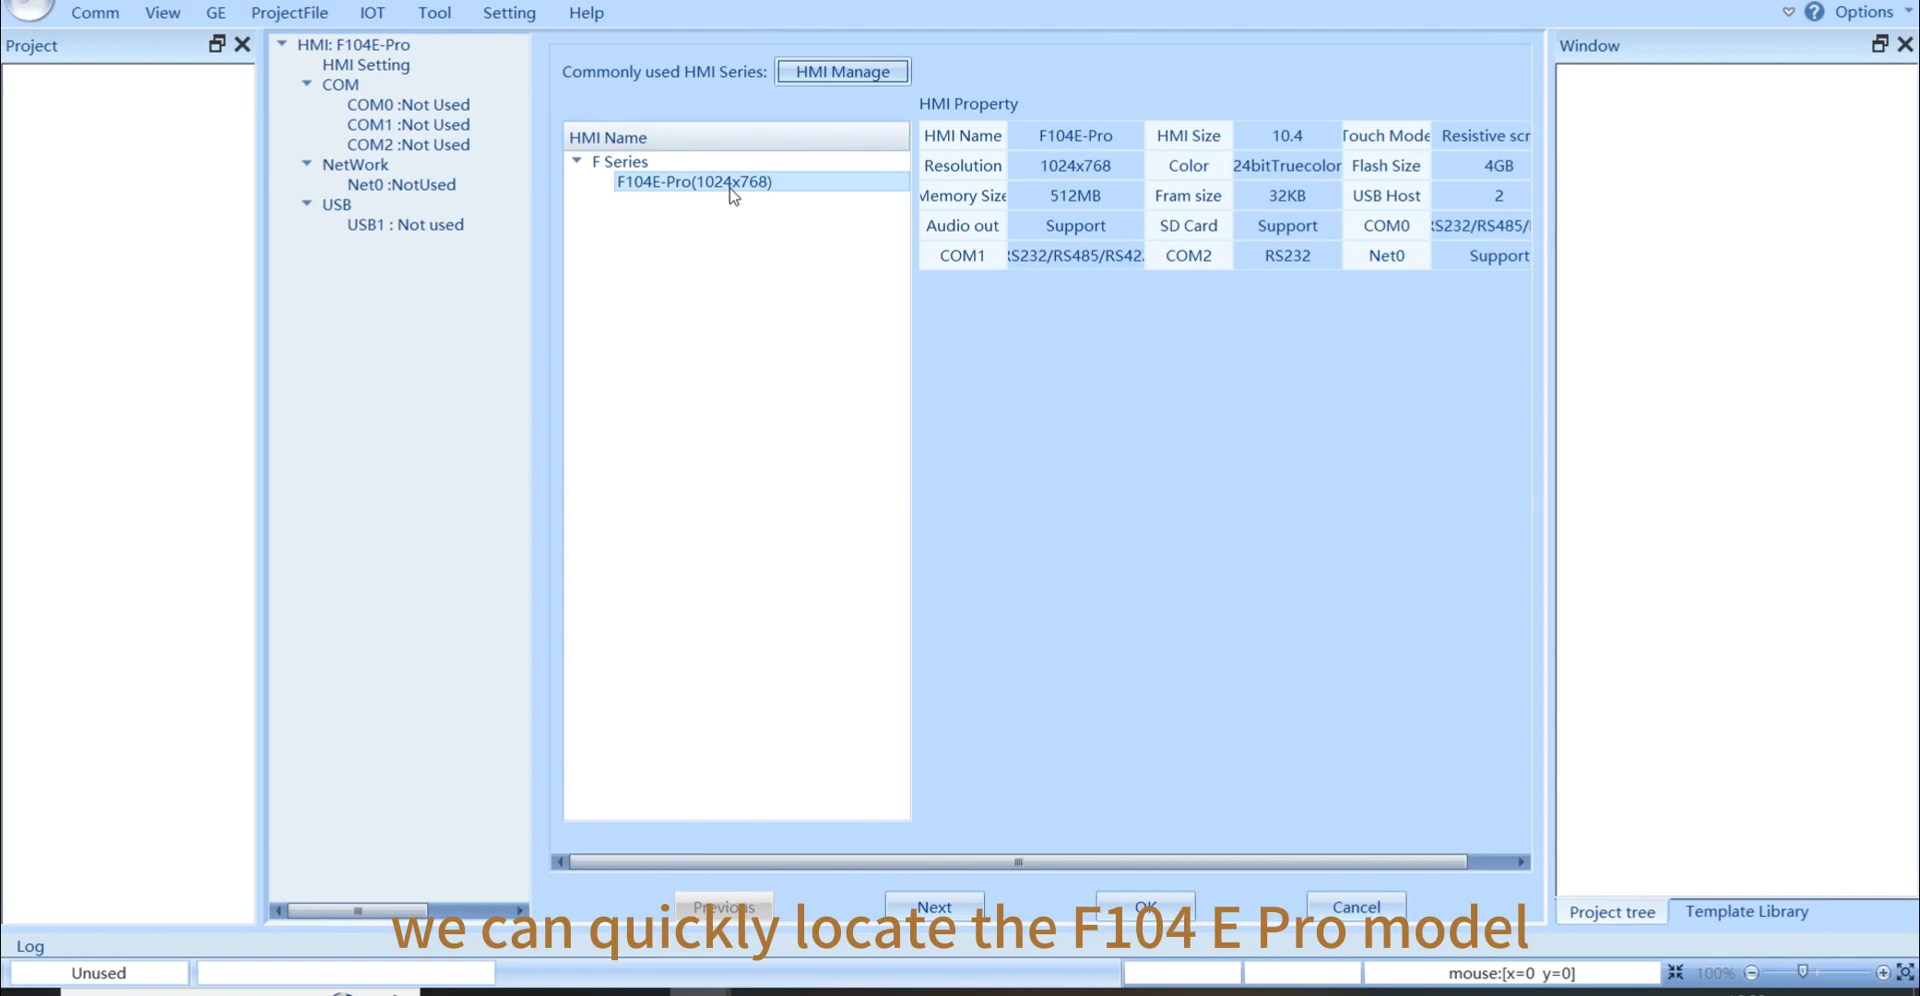 Comm View GE ProjectFile IOT Tool Setting Help Options
Project
HMI: F104E-Pro
HMI Setting
COM
COM0 :Not Used
COM1 :Not Used
COM2 :Not Used
NetWork
Net0 :NotUsed
USB
USB1 : Not used
Commonly used HMI Series: HMI Manage
HMI Name
F Series
F104E-Pro(1024x768)
HMI Property
HMI Name F104E-Pro HMI Size 10.4 Touch Mode Resistive scr
Resolution 1024x768 Color 24bitTruecolor Flash Size 4GB
Memory Size 512MB Fram size 32KB USB Host 2
Audio out Support SD Card Support COM0 RS232/RS485/
COM1 RS232/RS485/RS42 COM2 RS232 Net0 Support
Window
Previous Next OK Cancel
we can quickly locate the F104 E Pro model
Project tree Template Library
Log
Unused mouse:[x=0 y=0] 100%